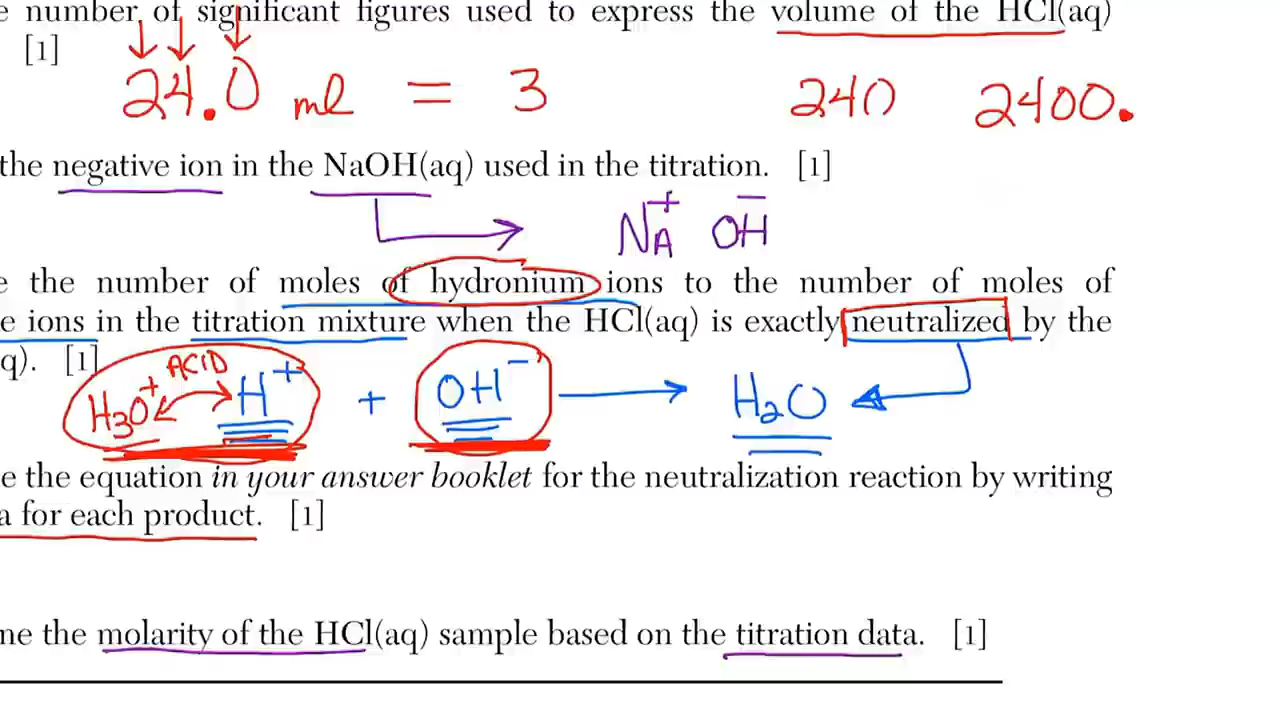 e number of significant figures used to express the volume of the HCl(aq)
[1]
24.0 ml = 3 240 2400.
the negative ion in the NaOH(aq) used in the titration. [1]
NA+ OH−
e the number of moles of hydronium ions to the number of moles of
e ions in the titration mixture when the HCl(aq) is exactly neutralized by the
q). [1]
ACID
H3O+ H+ + OH− → H2O
e the equation in your answer booklet for the neutralization reaction by writing
a for each product. [1]
ne the molarity of the HCl(aq) sample based on the titration data. [1]